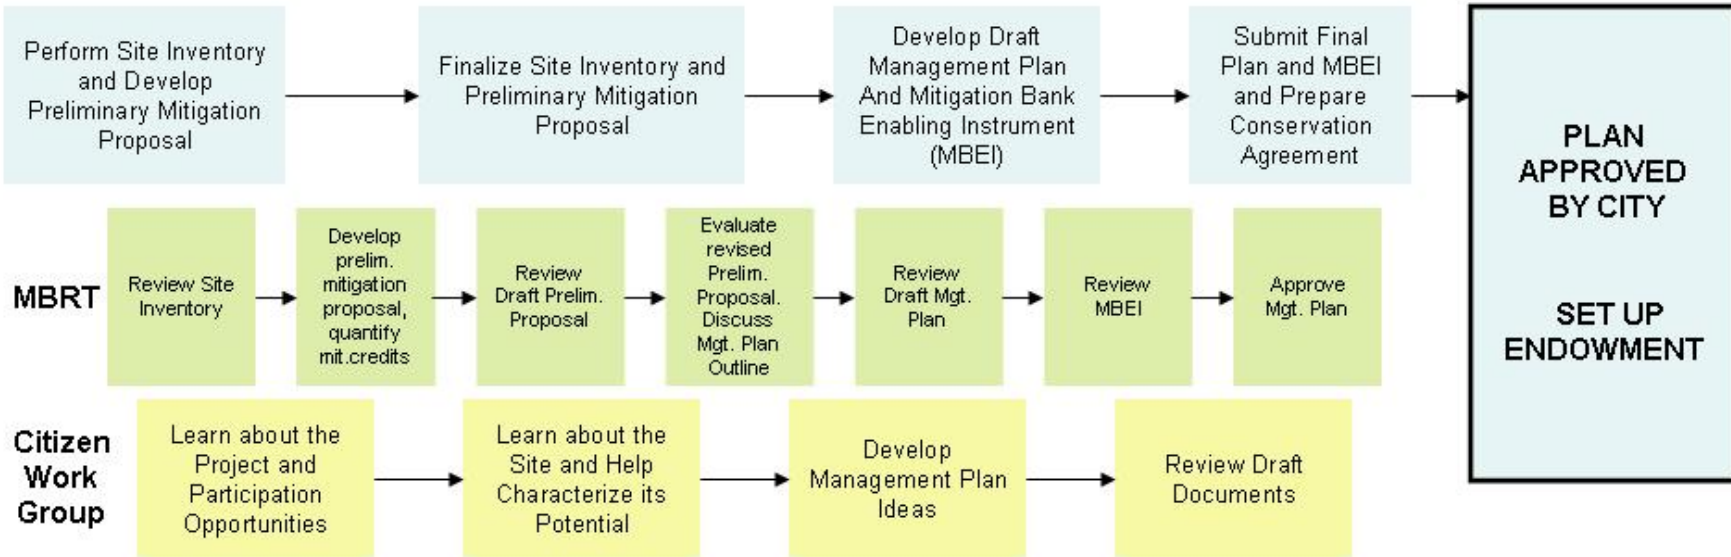 Perform Site Inventory
and Develop
Preliminary Mitigation
Proposal
Finalize Site Inventory and
Preliminary Mitigation
Proposal
Develop Draft
Management Plan
And Mitigation Bank
Enabling Instrument
(MBEI)
Submit Final
Plan and MBEI
and Prepare
Conservation
Agreement
PLAN
APPROVED
BY CITY
SET UP
ENDOWMENT
MBRT
Review Site
Inventory
Develop
prelim.
mitigation
proposal,
quantify
mit.credits
Review
Draft Prelim.
Proposal
Evaluate
revised
Prelim.
Proposal.
Discuss
Mgt. Plan
Outline
Review
Draft Mgt.
Plan
Review
MBEI
Approve
Mgt. Plan
Citizen
Work
Group
Learn about the
Project and
Participation
Opportunities
Learn about the
Site and Help
Characterize its
Potential
Develop
Management Plan
Ideas
Review Draft
Documents